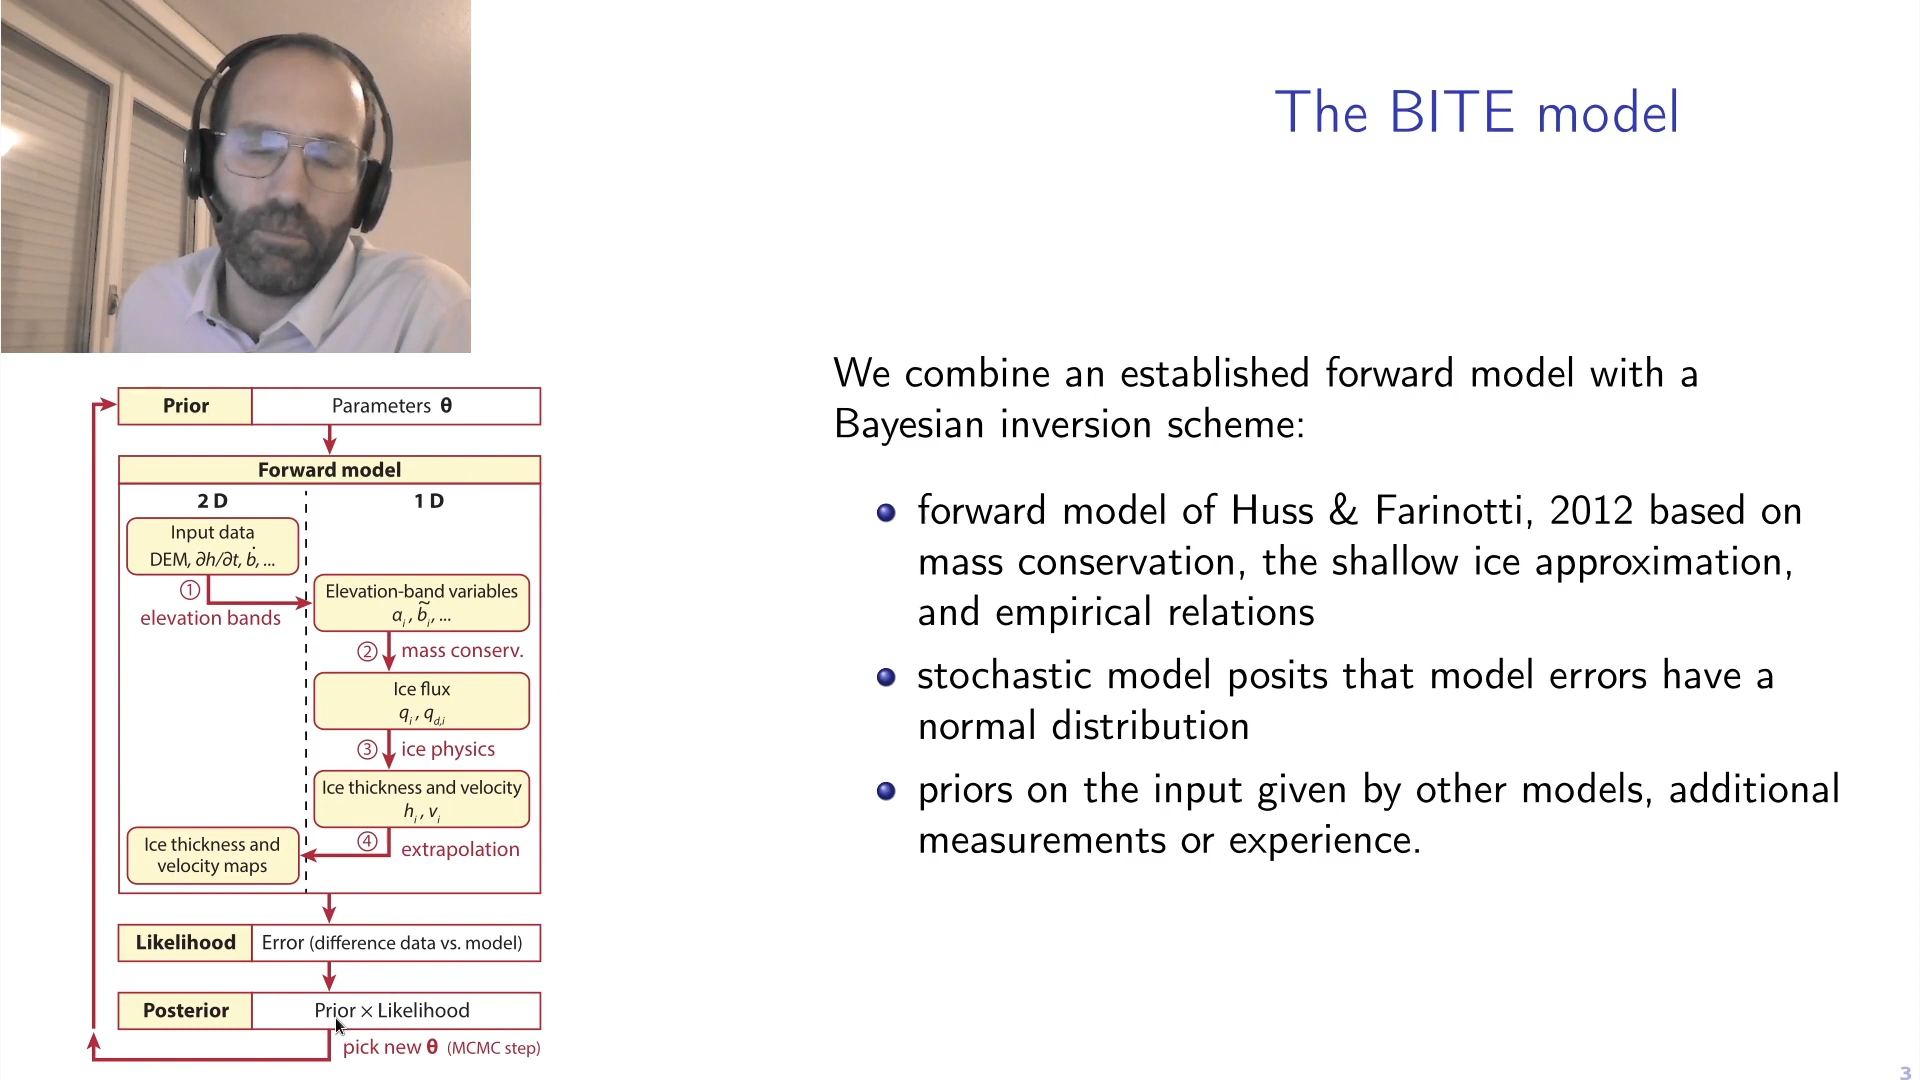 The BITE model
We combine an established forward model with a
Bayesian inversion scheme:
forward model of Huss & Farinotti, 2012 based on
mass conservation, the shallow ice approximation,
and empirical relations
stochastic model posits that model errors have a
normal distribution
priors on the input given by other models, additional
measurements or experience.
Prior
Parameters θ
Forward model
2 D
1 D
Input data
DEM, ∂h/∂t, ḃ, ...
① elevation bands
Elevation-band variables
aᵢ, b̃ᵢ, ...
② mass conserv.
Ice flux
qᵢ, q_d,i
③ ice physics
Ice thickness and velocity
hᵢ, vᵢ
④ extrapolation
Ice thickness and
velocity maps
Likelihood
Error (difference data vs. model)
Posterior
Prior × Likelihood
pick new θ (MCMC step)
3